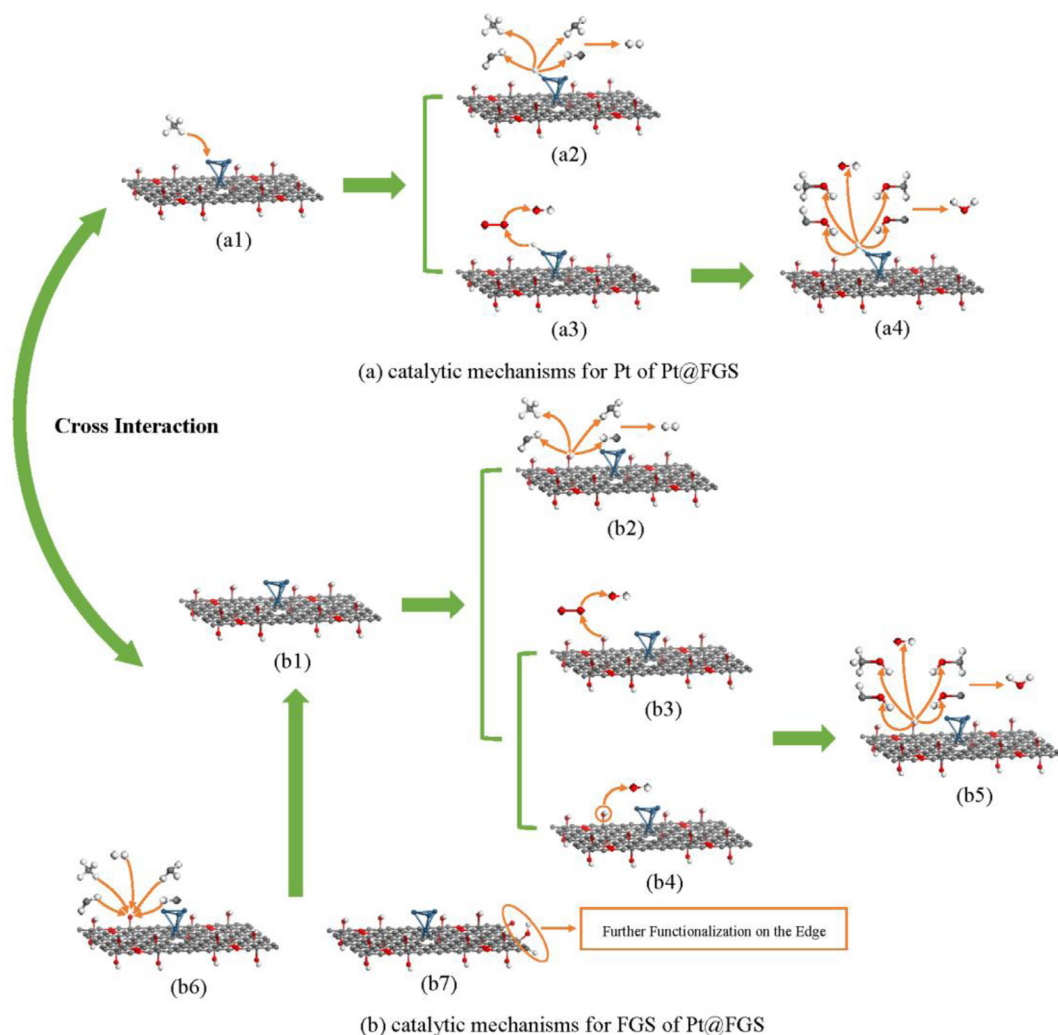 (a2)
(a1)
(a3)
(a4)
(a) catalytic mechanisms for Pt of Pt@FGS
Cross Interaction
(b2)
(b1)
(b3)
(b5)
(b4)
Further Functionalization on the Edge
(b6)
(b7)
(b) catalytic mechanisms for FGS of Pt@FGS